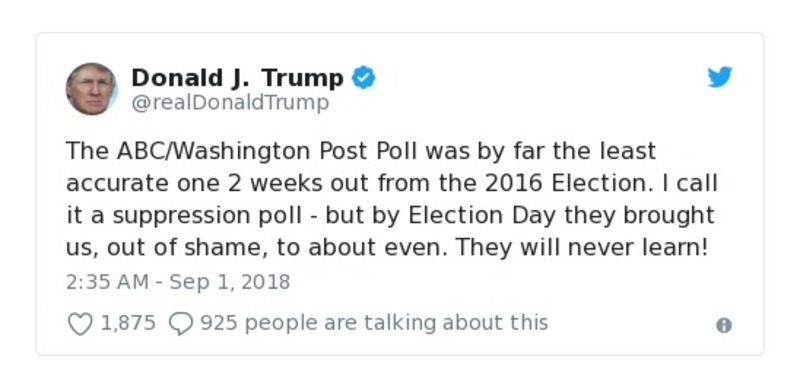 Donald J. Trump
@realDonaldTrump
The ABC/Washington Post Poll was by far the least
accurate one 2 weeks out from the 2016 Election. I call
it a suppression poll - but by Election Day they brought
us, out of shame, to about even. They will never learn!
2:35 AM - Sep 1, 2018
1,875 925 people are talking about this